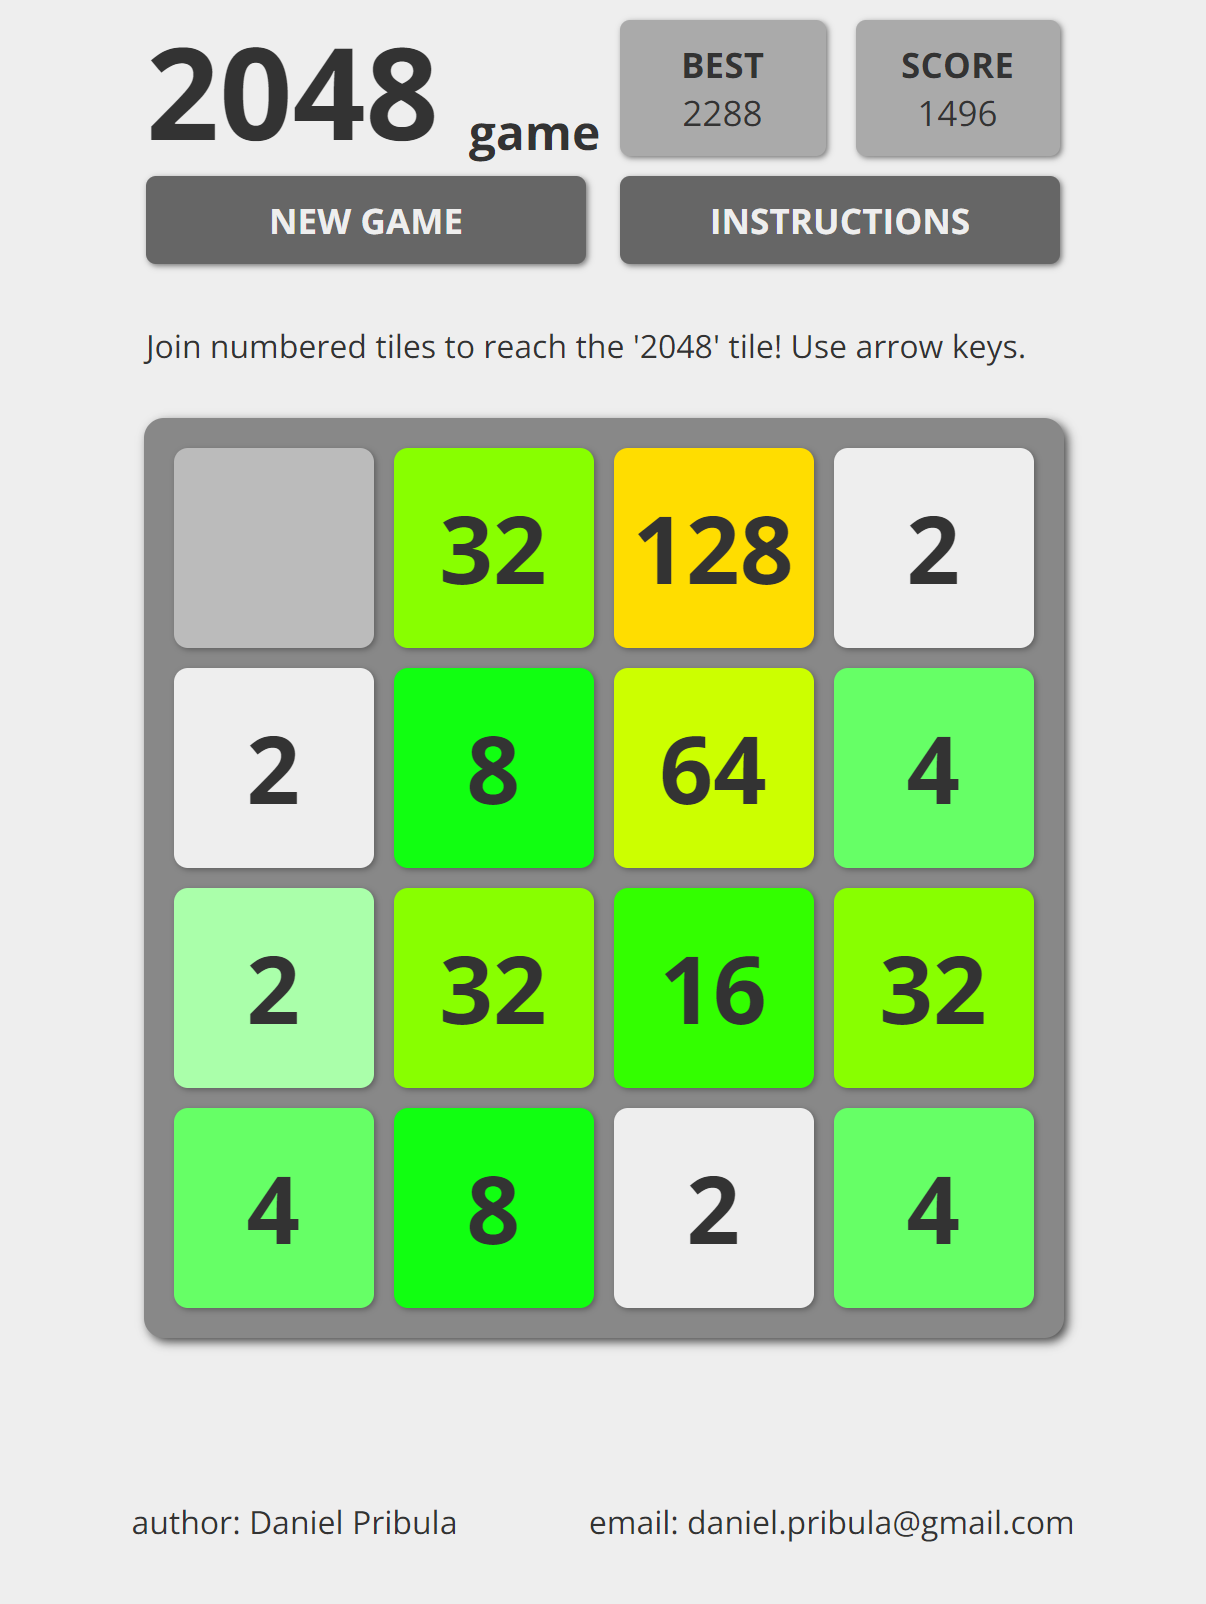 2048 game
BEST
2288
SCORE
1496
NEW GAME
INSTRUCTIONS
Join numbered tiles to reach the '2048' tile! Use arrow keys.
32 128 2
2 8 64 4
2 32 16 32
4 8 2 4
author: Daniel Pribula
email: daniel.pribula@gmail.com